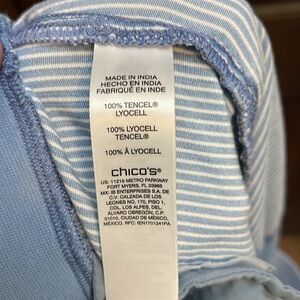 MADE IN INDIA
HECHO EN INDIA
FABRIQUÉ EN INDE
100% TENCEL®
LYOCELL
100% LYOCELL
TENCEL®
100% Â LYOCELL
chico's®
US: 11215 METRO PARKWAY
FORT MYERS, FL 33966
MX: IB ENTERPRISES S.A. DE
C.V. CALZADA DE LOS
LEONES NO. 170, PISO 1,
COL. LOS ALPES, DEL.
ALVARO OBREGÓN, C.P.
01010, CIUDAD DE MÉXICO,
MÉXICO. RFC: IEN1701241PA